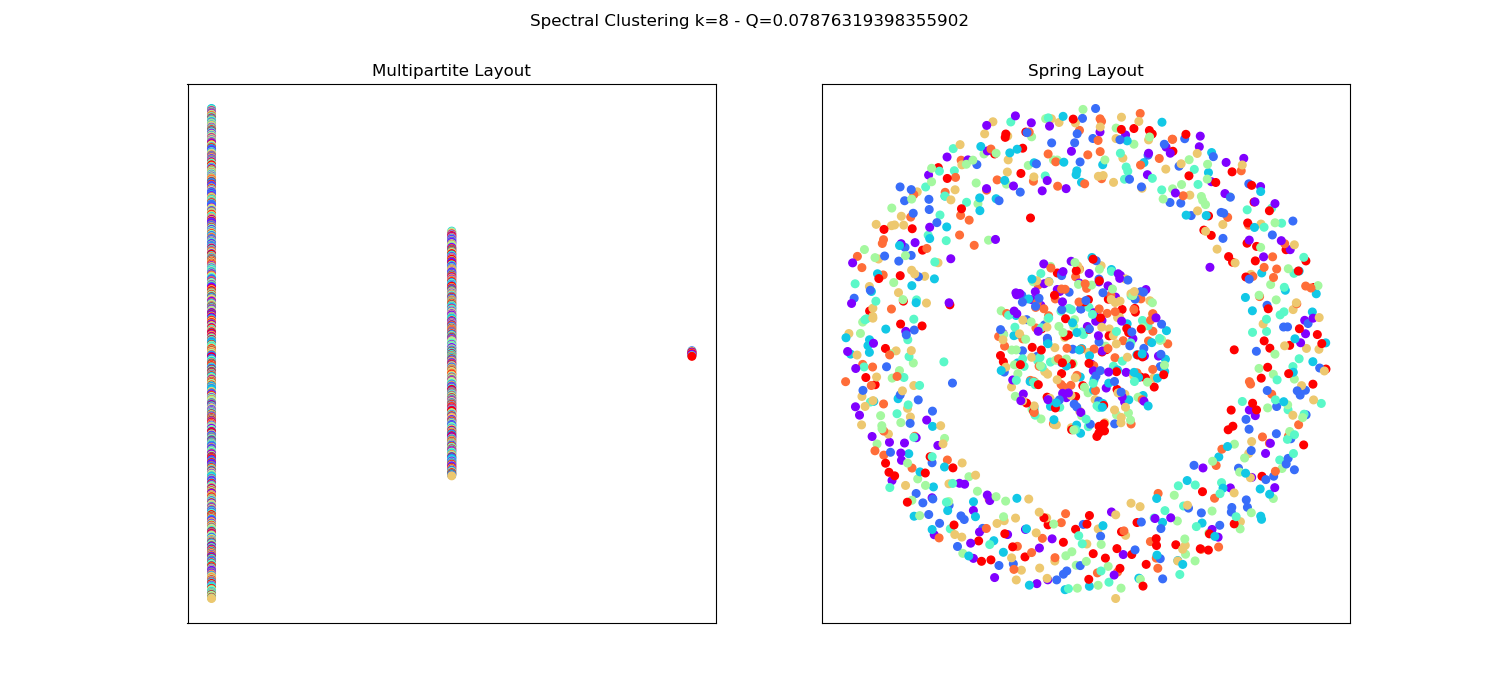 Spectral Clustering k=8 - Q=0.07876319398355902
Multipartite Layout
Spring Layout